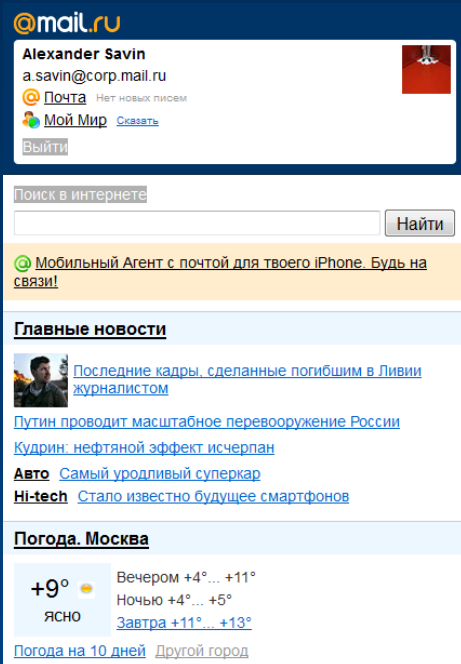 @mail.ru
Alexander Savin
a.savin@corp.mail.ru
Почта Нет новых писем
Мой Мир Сказать
Выйти
Поиск в интернете
Найти
Мобильный Агент с почтой для твоего iPhone. Будь на
связи!
Главные новости
Последние кадры, сделанные погибшим в Ливии
журналистом
Путин проводит масштабное перевооружение России
Кудрин: нефтяной эффект исчерпан
Авто Самый уродливый суперкар
Hi-tech Стало известно будущее смартфонов
Погода. Москва
+9°
ясно
Вечером +4°... +11°
Ночью +4°... +5°
Завтра +11°... +13°
Погода на 10 дней Другой город